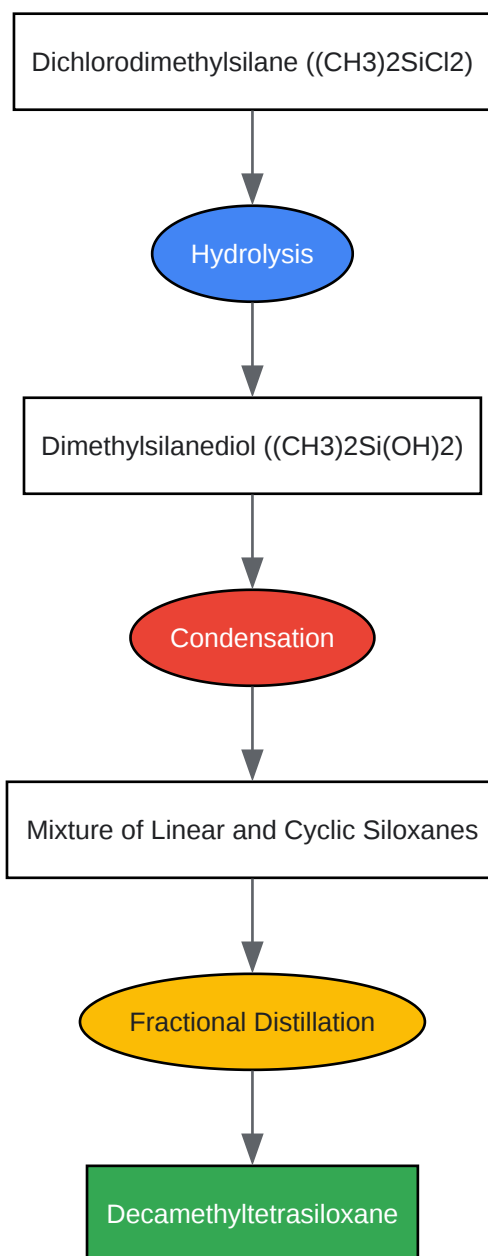 Dichlorodimethylsilane ((CH3)2SiCl2)
Hydrolysis
Dimethylsilanediol ((CH3)2Si(OH)2)
Condensation
Mixture of Linear and Cyclic Siloxanes
Fractional Distillation
Decamethyltetrasiloxane